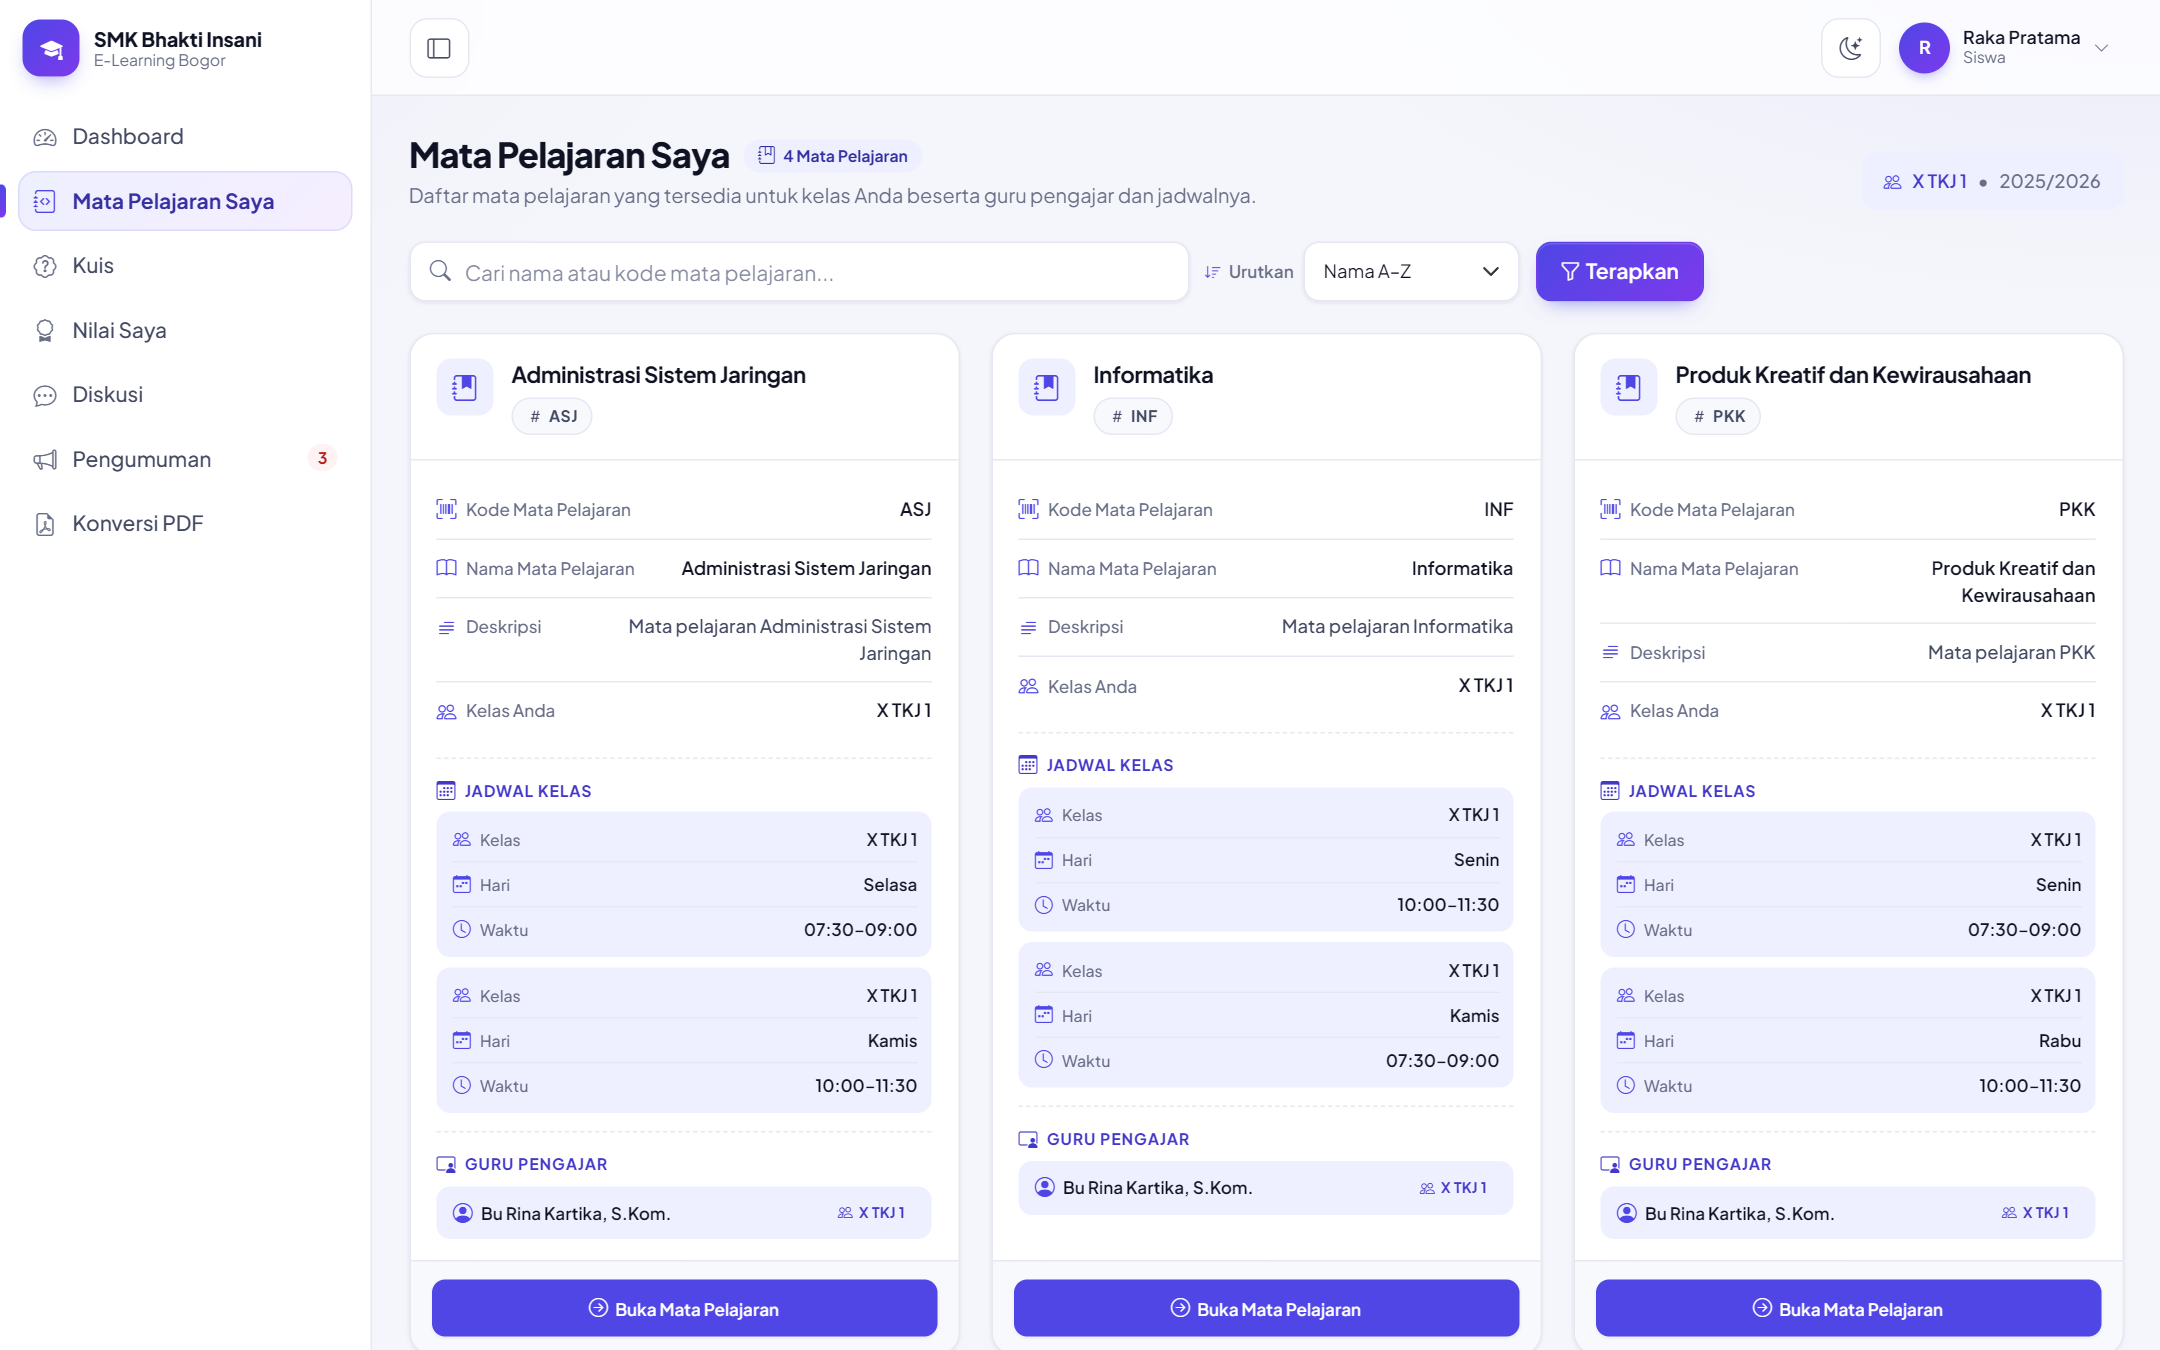 SMK Bhakti Insani
E-Learning Bogor
Dashboard
Mata Pelajaran Saya
Kuis
Nilai Saya
Diskusi
Pengumuman 3
Konversi PDF
R
Raka Pratama
Siswa
Mata Pelajaran Saya
4 Mata Pelajaran
Daftar mata pelajaran yang tersedia untuk kelas Anda beserta guru pengajar dan jadwalnya.
X TKJ 1 • 2025/2026
Cari nama atau kode mata pelajaran...
Urutkan
Nama A–Z
Terapkan
Administrasi Sistem Jaringan
# ASJ
Kode Mata Pelajaran ASJ
Nama Mata Pelajaran Administrasi Sistem Jaringan
Deskripsi Mata pelajaran Administrasi Sistem
Jaringan
Kelas Anda X TKJ 1
JADWAL KELAS
Kelas X TKJ 1
Hari Selasa
Waktu 07:30–09:00
Kelas X TKJ 1
Hari Kamis
Waktu 10:00–11:30
GURU PENGAJAR
Bu Rina Kartika, S.Kom. X TKJ 1
Buka Mata Pelajaran
Informatika
# INF
Kode Mata Pelajaran INF
Nama Mata Pelajaran Informatika
Deskripsi Mata pelajaran Informatika
Kelas Anda X TKJ 1
JADWAL KELAS
Kelas X TKJ 1
Hari Senin
Waktu 10:00–11:30
Kelas X TKJ 1
Hari Kamis
Waktu 07:30–09:00
GURU PENGAJAR
Bu Rina Kartika, S.Kom. X TKJ 1
Buka Mata Pelajaran
Produk Kreatif dan Kewirausahaan
# PKK
Kode Mata Pelajaran PKK
Nama Mata Pelajaran Produk Kreatif dan
Kewirausahaan
Deskripsi Mata pelajaran PKK
Kelas Anda X TKJ 1
JADWAL KELAS
Kelas X TKJ 1
Hari Senin
Waktu 07:30–09:00
Kelas X TKJ 1
Hari Rabu
Waktu 10:00–11:30
GURU PENGAJAR
Bu Rina Kartika, S.Kom. X TKJ 1
Buka Mata Pelajaran